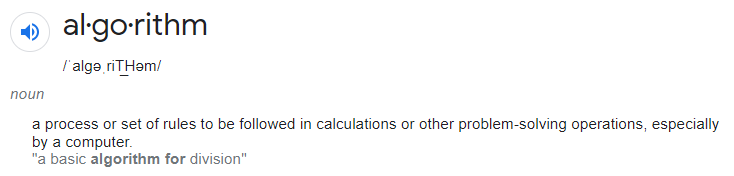 al·go·rithm
/ˈalɡəˌriT͟Həm/
noun
a process or set of rules to be followed in calculations or other problem-solving operations, especially
by a computer.
"a basic algorithm for division"